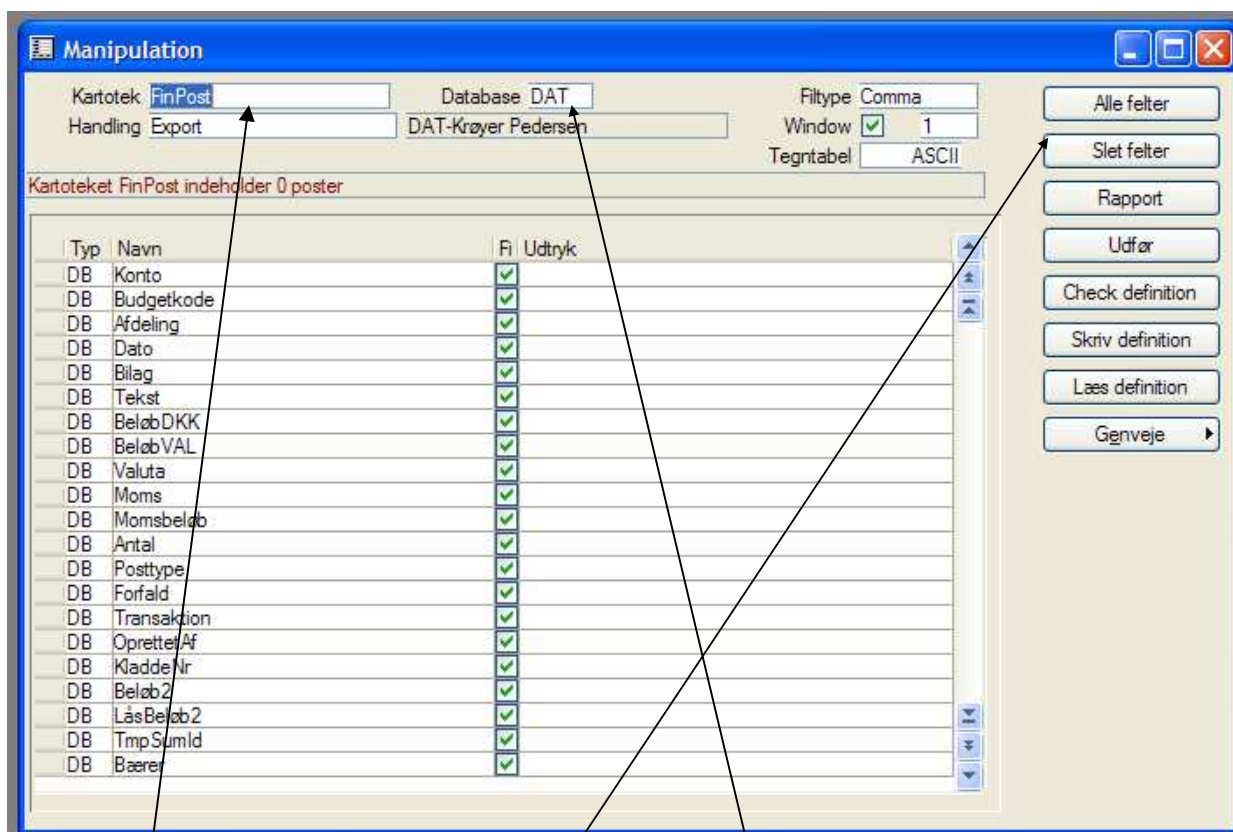 Manipulation
Kartotek FinPost Database DAT Filtype Comma
Handling Export DAT-Krøyer Pedersen Window 1
Tegntabel ASCII
Kartoteket FinPost indeholder 0 poster
Alle felter
Slet felter
Rapport
Udfør
Check definition
Skriv definition
Læs definition
Genveje
Typ Navn Fi Udtryk
DB Konto
DB Budgetkode
DB Afdeling
DB Dato
DB Bilag
DB Tekst
DB BeløbDKK
DB BeløbVAL
DB Valuta
DB Moms
DB Momsbeløb
DB Antal
DB Posttype
DB Forfald
DB Transaktion
DB OprettetAf
DB KladdeNr
DB Beløb2
DB LåsBeløb2
DB TmpSumId
DB Bærer